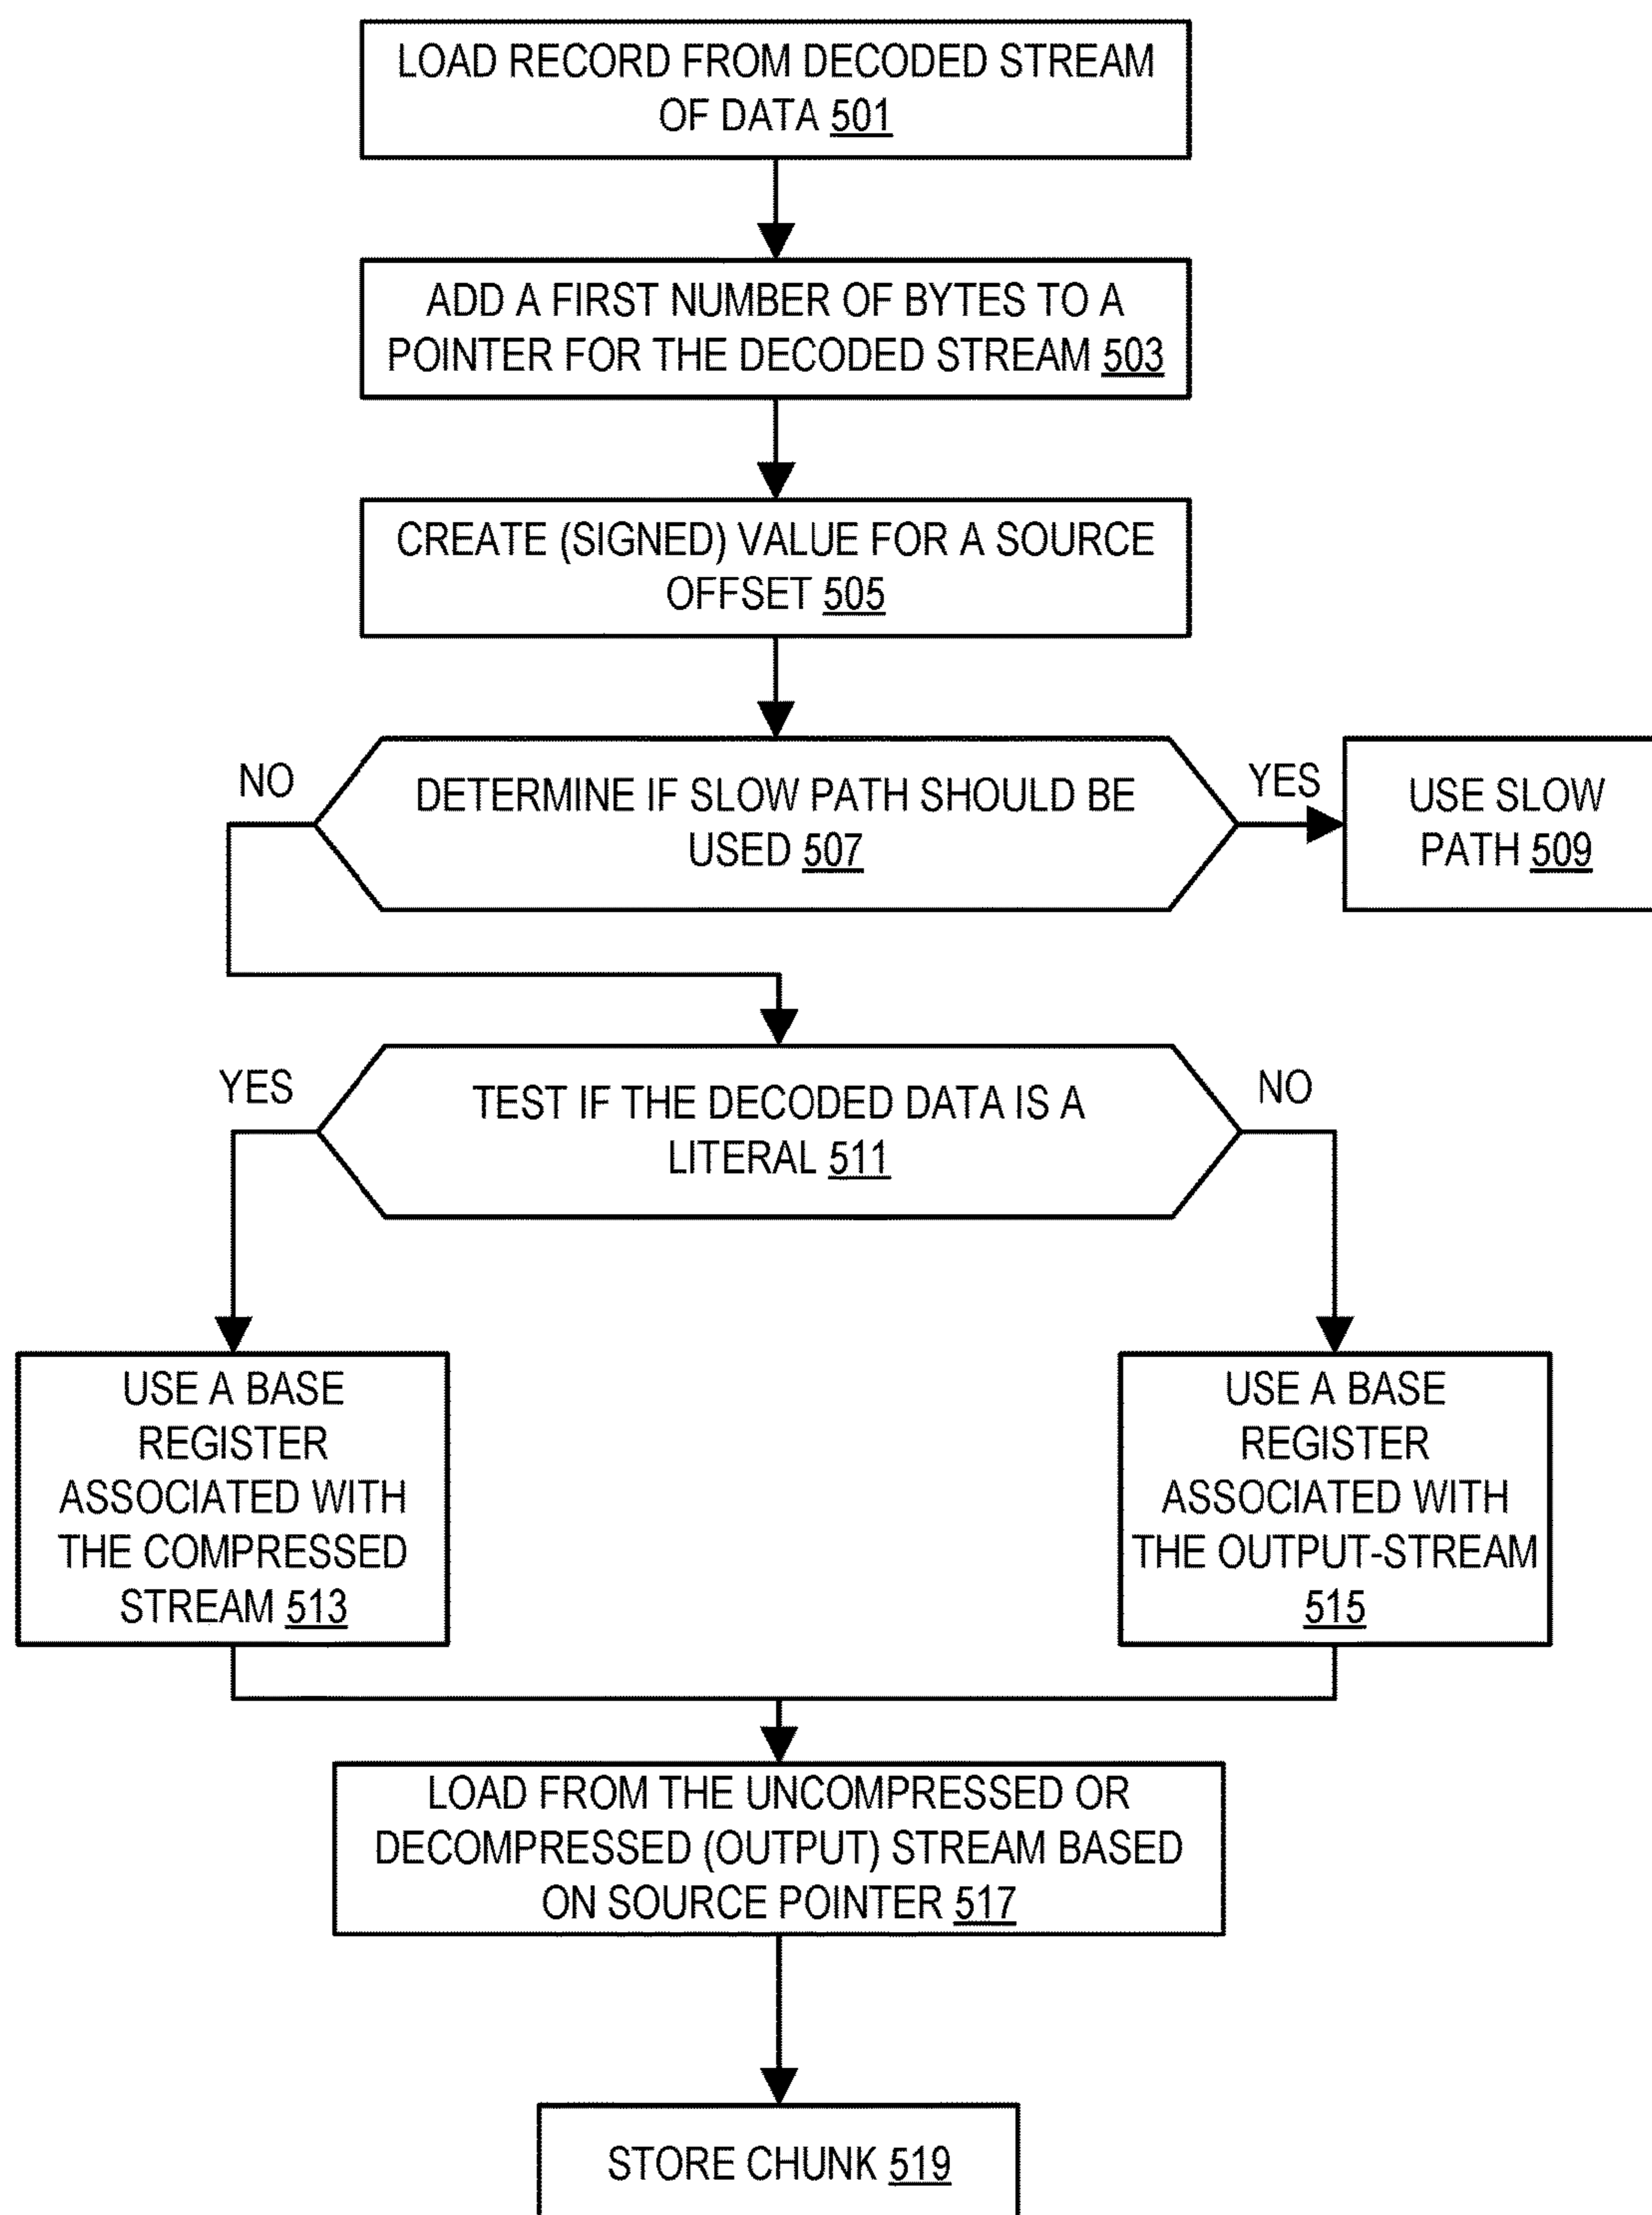 LOAD RECORD FROM DECODED STREAM
OF DATA 501
ADD A FIRST NUMBER OF BYTES TO A
POINTER FOR THE DECODED STREAM 503
CREATE (SIGNED) VALUE FOR A SOURCE
OFFSET 505
NO
DETERMINE IF SLOW PATH SHOULD BE
USED 507
YES
USE SLOW
PATH 509
YES
TEST IF THE DECODED DATA IS A
LITERAL 511
NO
USE A BASE
REGISTER
ASSOCIATED WITH
THE COMPRESSED
STREAM 513
USE A BASE
REGISTER
ASSOCIATED WITH
THE OUTPUT-STREAM
515
LOAD FROM THE UNCOMPRESSED OR
DECOMPRESSED (OUTPUT) STREAM BASED
ON SOURCE POINTER 517
STORE CHUNK 519